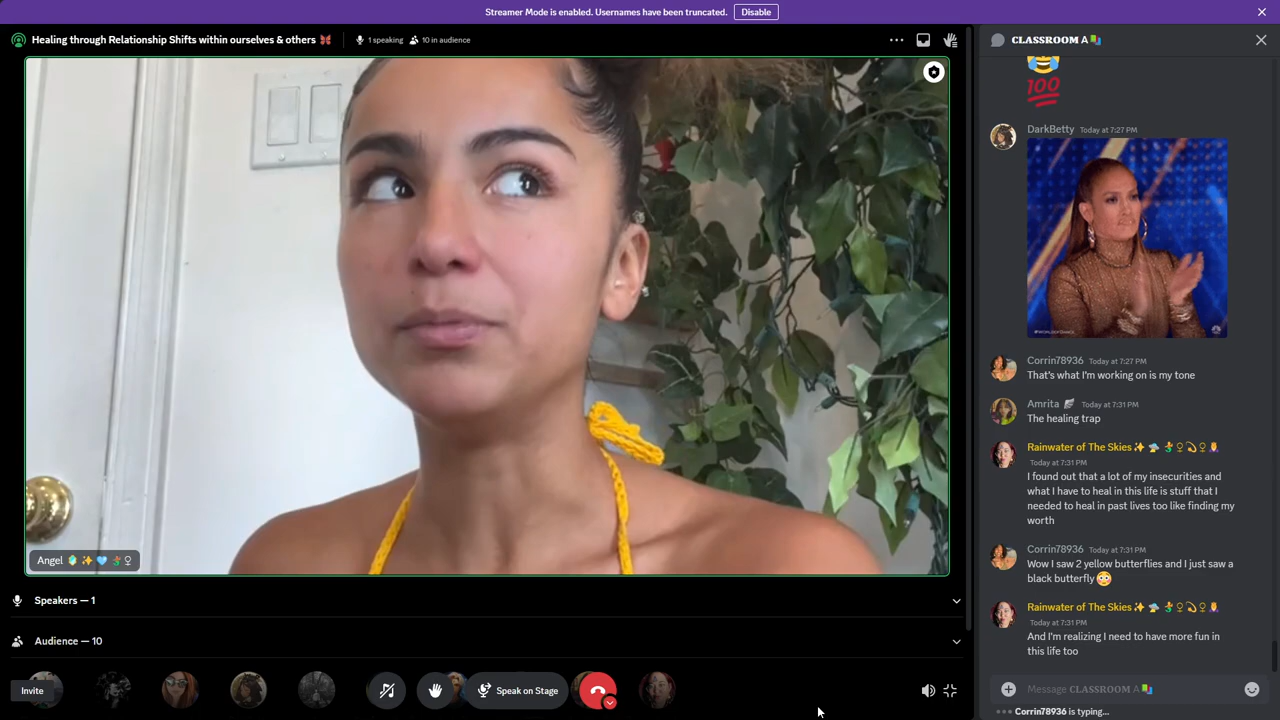 Streamer Mode is enabled. Usernames have been truncated. Disable
Healing through Relationship Shifts within ourselves & others 🦋 1 speaking 10 in audience
Angel
Speakers — 1
Audience — 10
Invite
Speak on Stage
CLASSROOM A
💯
DarkBetty Today at 7:27 PM
Corrin78936 Today at 7:27 PM
That's what I'm working on is my tone
Amrita Today at 7:31 PM
The healing trap
Rainwater of The Skies
Today at 7:31 PM
I found out that a lot of my insecurities and
what I have to heal in this life is stuff that I
needed to heal in past lives too like finding my
worth
Corrin78936 Today at 7:31 PM
Wow I saw 2 yellow butterflies and I just saw a
black butterfly 😳
Rainwater of The Skies
Today at 7:31 PM
And I'm realizing I need to have more fun in
this life too
Message CLASSROOM A
Corrin78936 is typing...